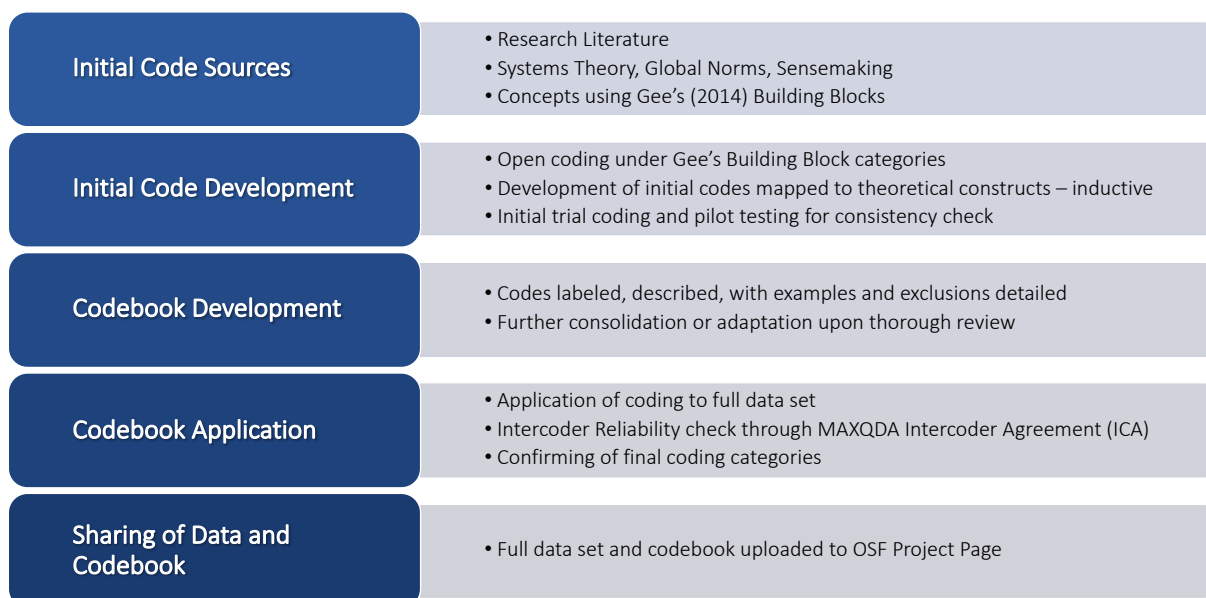 Initial Code Sources
• Research Literature
• Systems Theory, Global Norms, Sensemaking
• Concepts using Gee's (2014) Building Blocks
Initial Code Development
• Open coding under Gee's Building Block categories
• Development of initial codes mapped to theoretical constructs – inductive
• Initial trial coding and pilot testing for consistency check
Codebook Development
• Codes labeled, described, with examples and exclusions detailed
• Further consolidation or adaptation upon thorough review
Codebook Application
• Application of coding to full data set
• Intercoder Reliability check through MAXQDA Intercoder Agreement (ICA)
• Confirming of final coding categories
Sharing of Data and
Codebook
• Full data set and codebook uploaded to OSF Project Page